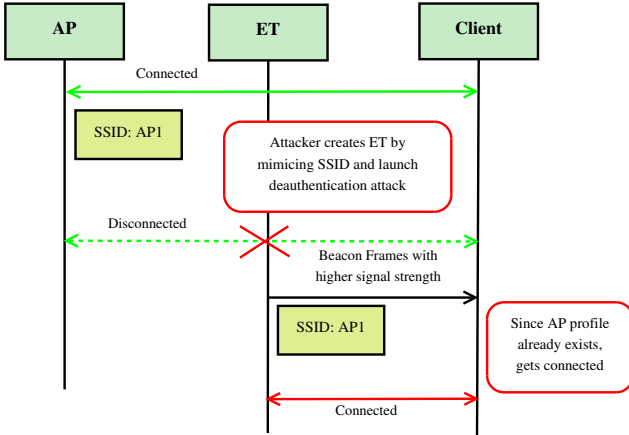 AP
ET
Client
Connected
SSID: AP1
Attacker creates ET by
mimicing SSID and launch
deauthentication attack
Disconnected
Beacon Frames with
higher signal strength
SSID: AP1
Since AP profile
already exists,
gets connected
Connected